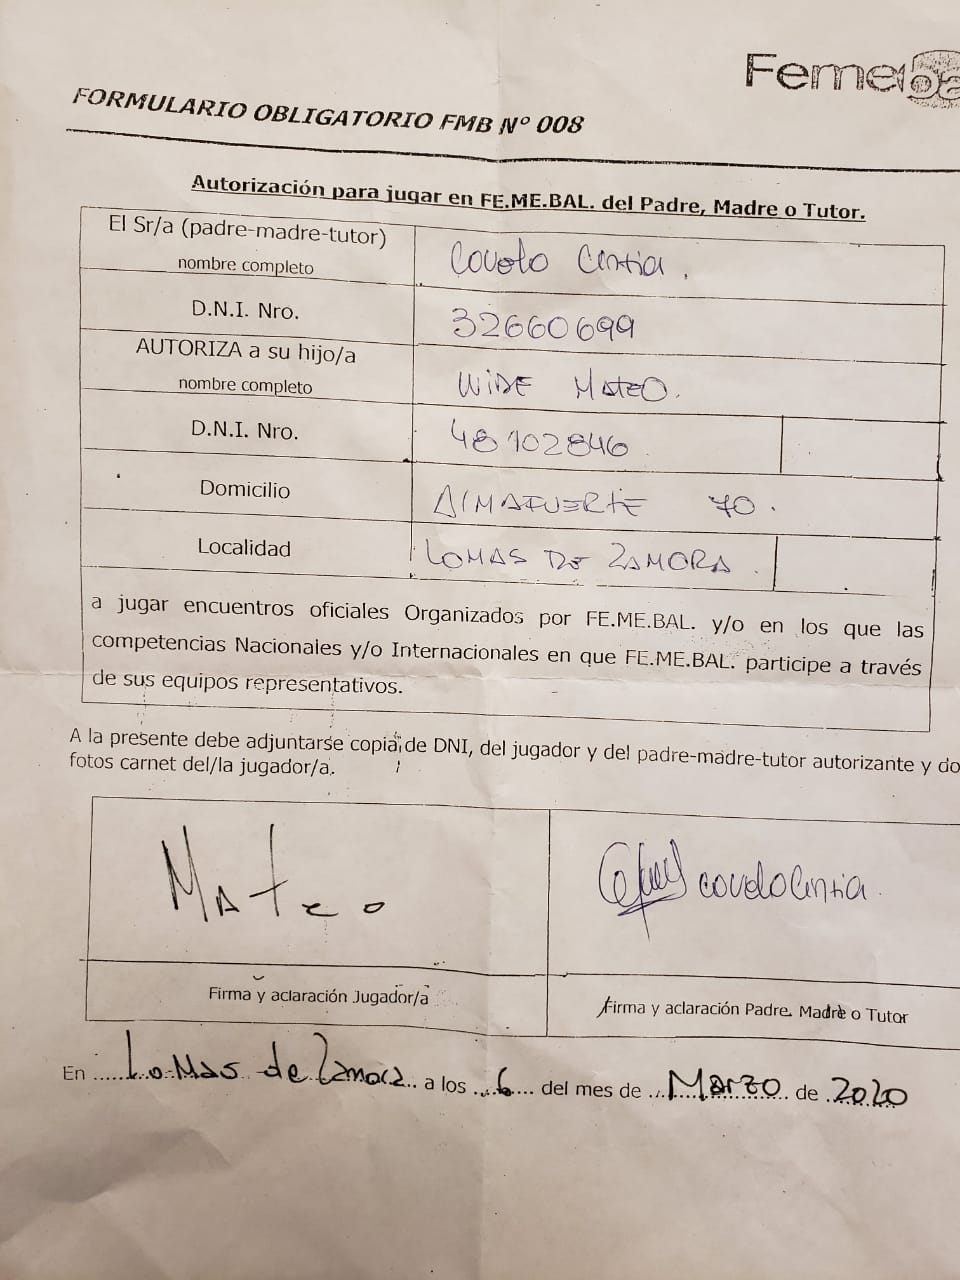 Femebal
FORMULARIO OBLIGATORIO FMB Nº 008
Autorización para jugar en FE.ME.BAL. del Padre, Madre o Tutor.
El Sr/a (padre-madre-tutor)
nombre completo
Covolo Cintia.
D.N.I. Nro.
32660699
AUTORIZA a su hijo/a
nombre completo
WIDE MATEO.
D.N.I. Nro.
48102846
Domicilio
ALMAFUERTE 70.
Localidad
LOMAS DE ZAMORA.
a jugar encuentros oficiales Organizados por FE.ME.BAL. y/o en los que las
competencias Nacionales y/o Internacionales en que FE.ME.BAL. participe a través
de sus equipos representativos.
A la presente debe adjuntarse copia de DNI, del jugador y del padre-madre-tutor autorizante y do
fotos carnet del/la jugador/a.
Mateo
covolo Cintia.
Firma y aclaración Jugador/a
Firma y aclaración Padre. Madre o Tutor
En Lomas de Zamora a los 6 del mes de Marzo de 2020